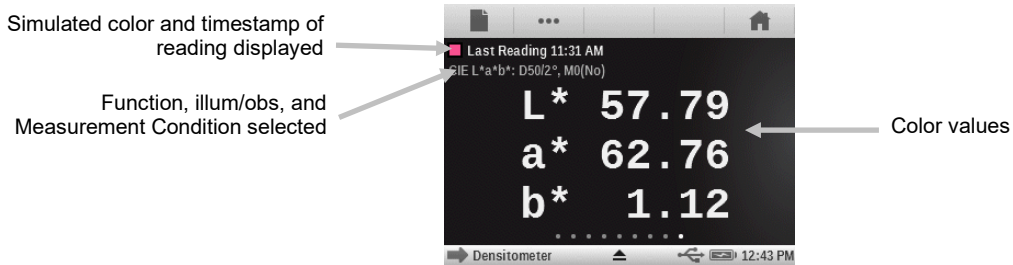 Simulated color and timestamp of
reading displayed
Function, illum/obs, and
Measurement Condition selected
Last Reading 11:31 AM
CIE L*a*b*: D50/2°, M0(No)
L* 57.79
a* 62.76
b* 1.12
Color values
Densitometer 12:43 PM